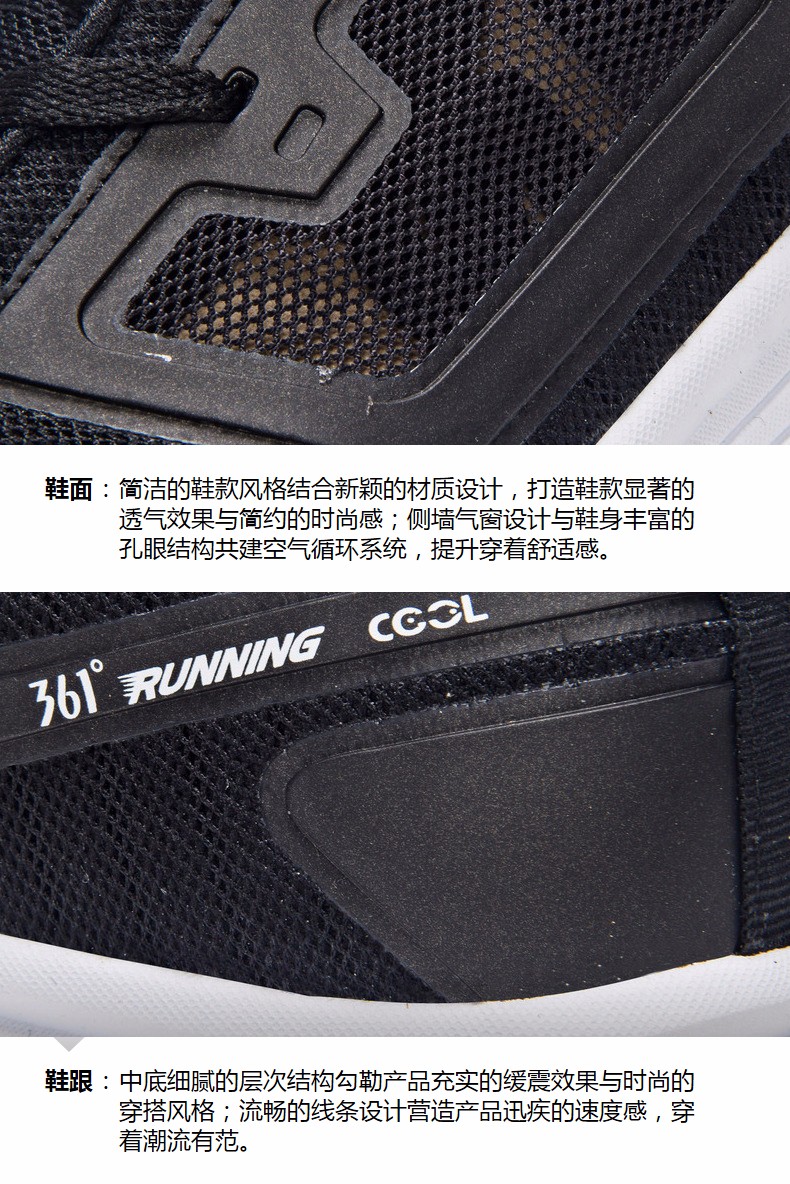 鞋面：简洁的鞋款风格结合新颖的材质设计，打造鞋款显著的
透气效果与简约的时尚感；侧墙气窗设计与鞋身丰富的
孔眼结构共建空气循环系统，提升穿着舒适感。
361° RUNNING COOL
鞋跟：中底细腻的层次结构勾勒产品充实的缓震效果与时尚的
穿搭风格；流畅的线条设计营造产品迅疾的速度感，穿
着潮流有范。